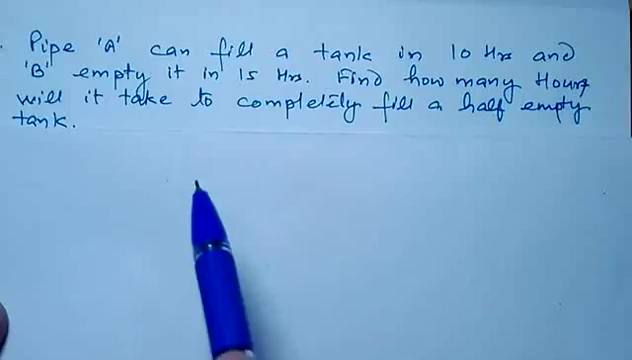 Pipe 'A' can fill a tank in 10 Hrs and
'B' empty it in 15 Hrs. Find how many Hours
will it take to completely fill a half empty
tank.